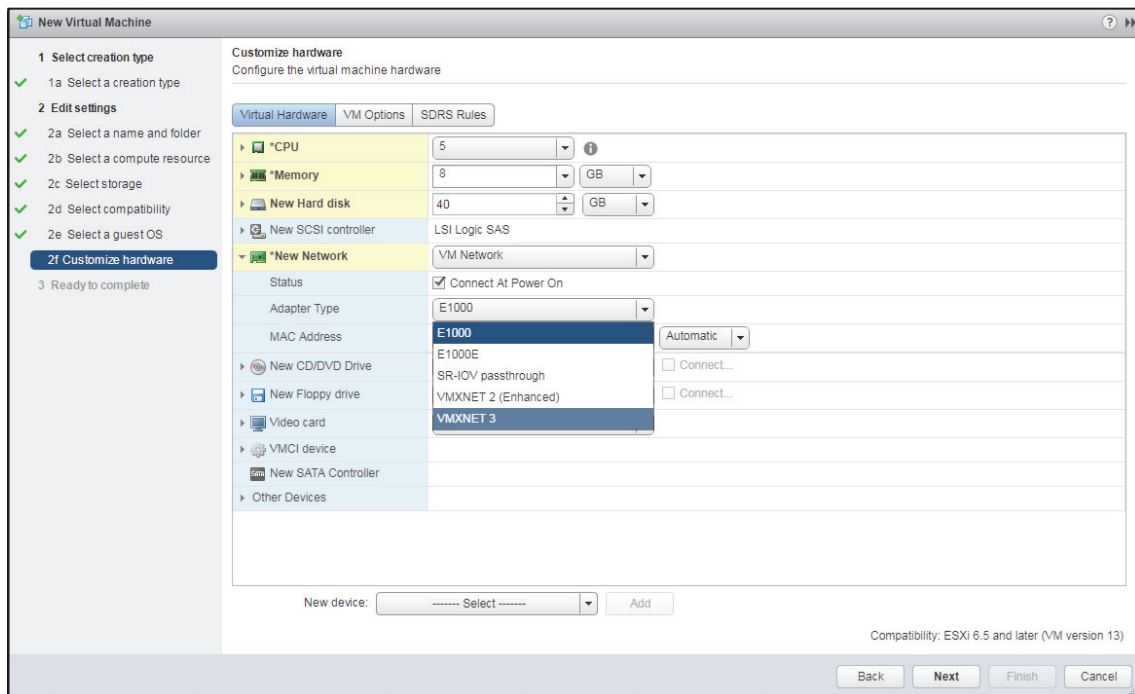 New Virtual Machine
?
1 Select creation type
1a Select a creation type
2 Edit settings
2a Select a name and folder
2b Select a compute resource
2c Select storage
2d Select compatibility
2e Select a guest OS
2f Customize hardware
3 Ready to complete
Customize hardware
Configure the virtual machine hardware
Virtual Hardware VM Options SDRS Rules
*CPU 5
*Memory 8 GB
New Hard disk 40 GB
New SCSI controller LSI Logic SAS
*New Network VM Network
Status Connect At Power On
Adapter Type E1000
MAC Address E1000 Automatic
E1000E
New CD/DVD Drive SR-IOV passthrough Connect...
New Floppy drive VMXNET 2 (Enhanced) Connect...
Video card VMXNET 3
VMCI device
SATA New SATA Controller
Other Devices
New device: ------- Select ------- Add
Compatibility: ESXi 6.5 and later (VM version 13)
Back Next Finish Cancel